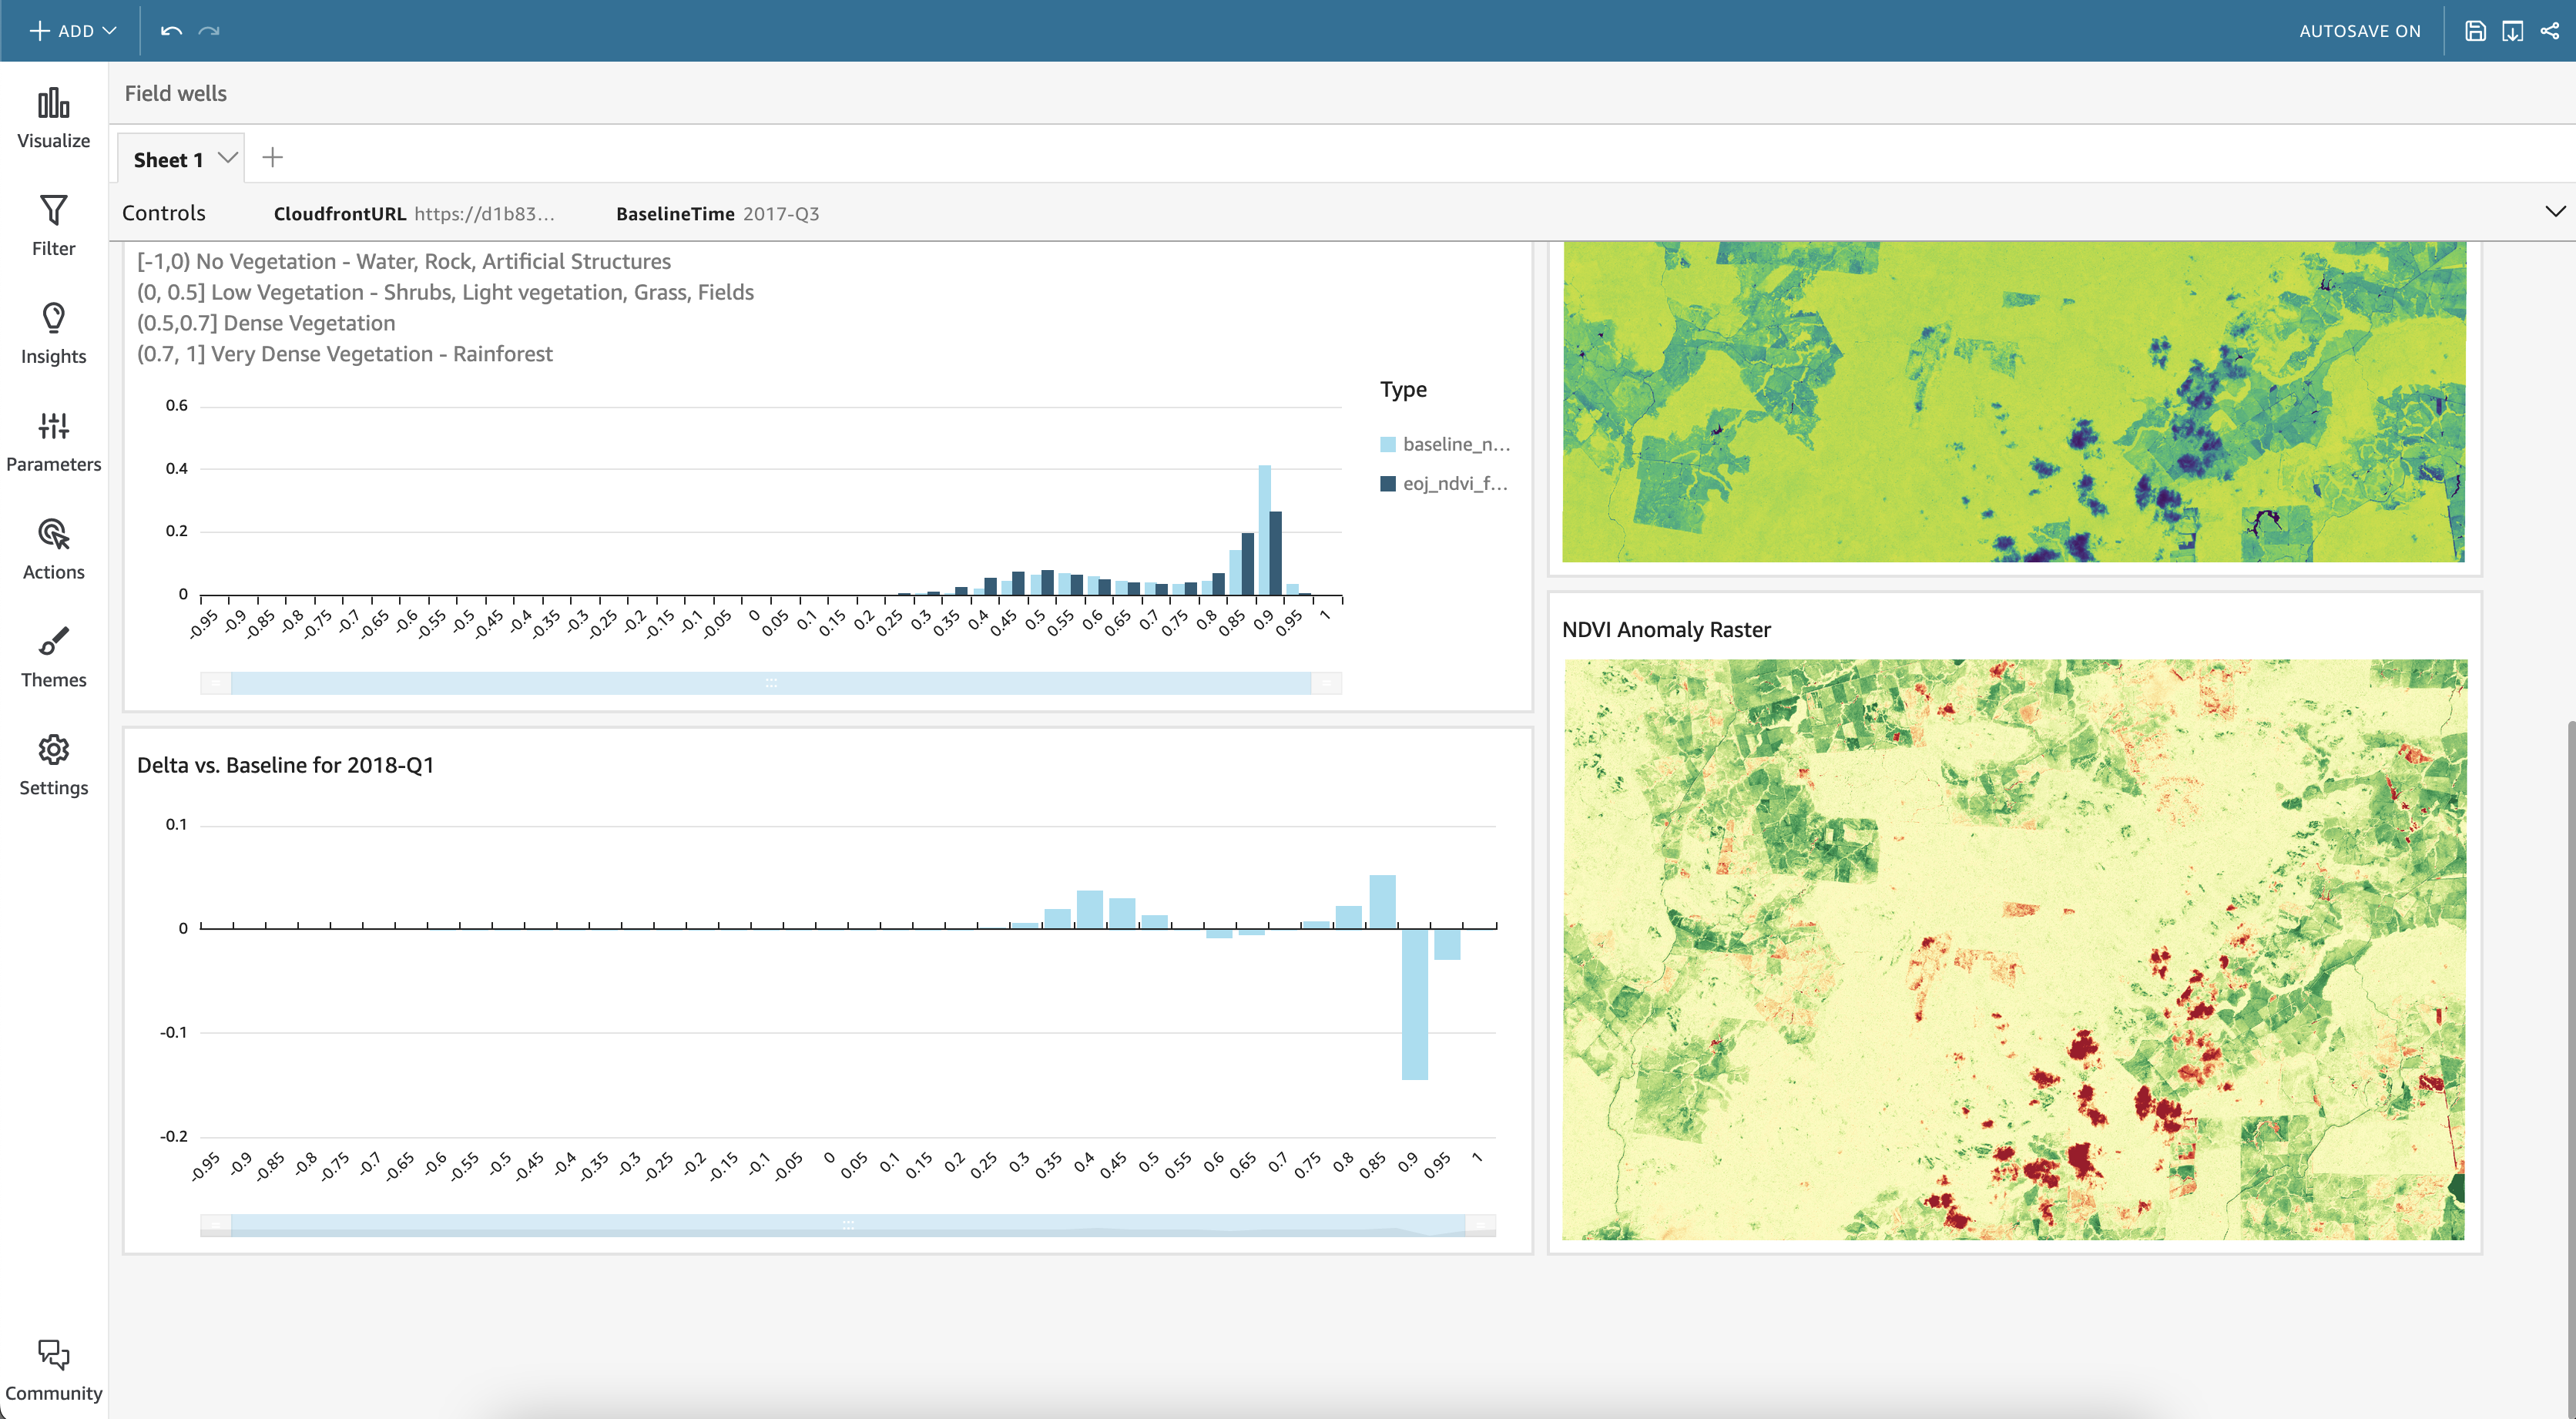 ADD
AUTOSAVE ON
Visualize
Filter
Insights
Parameters
Actions
Themes
Settings
Community
Field wells
Sheet 1
Controls
CloudfrontURL https://d1b83...
BaselineTime 2017-Q3
[-1,0) No Vegetation - Water, Rock, Artificial Structures
(0, 0.5] Low Vegetation - Shrubs, Light vegetation, Grass, Fields
(0.5,0.7] Dense Vegetation
(0.7, 1] Very Dense Vegetation - Rainforest
Type
baseline_n...
eoj_ndvi_f...
0.6
0.4
0.2
0
-0.95 -0.9 -0.85 -0.8 -0.75 -0.7 -0.65 -0.6 -0.55 -0.5 -0.45 -0.4 -0.35 -0.3 -0.25 -0.2 -0.15 -0.1 -0.05 0 0.05 0.1 0.15 0.2 0.25 0.3 0.35 0.4 0.45 0.5 0.55 0.6 0.65 0.7 0.75 0.8 0.85 0.9 0.95 1
Delta vs. Baseline for 2018-Q1
0.1
0
-0.1
-0.2
-0.95 -0.9 -0.85 -0.8 -0.75 -0.7 -0.65 -0.6 -0.55 -0.5 -0.45 -0.4 -0.35 -0.3 -0.25 -0.2 -0.15 -0.1 -0.05 0 0.05 0.1 0.15 0.2 0.25 0.3 0.35 0.4 0.45 0.5 0.55 0.6 0.65 0.7 0.75 0.8 0.85 0.9 0.95 1
NDVI Anomaly Raster